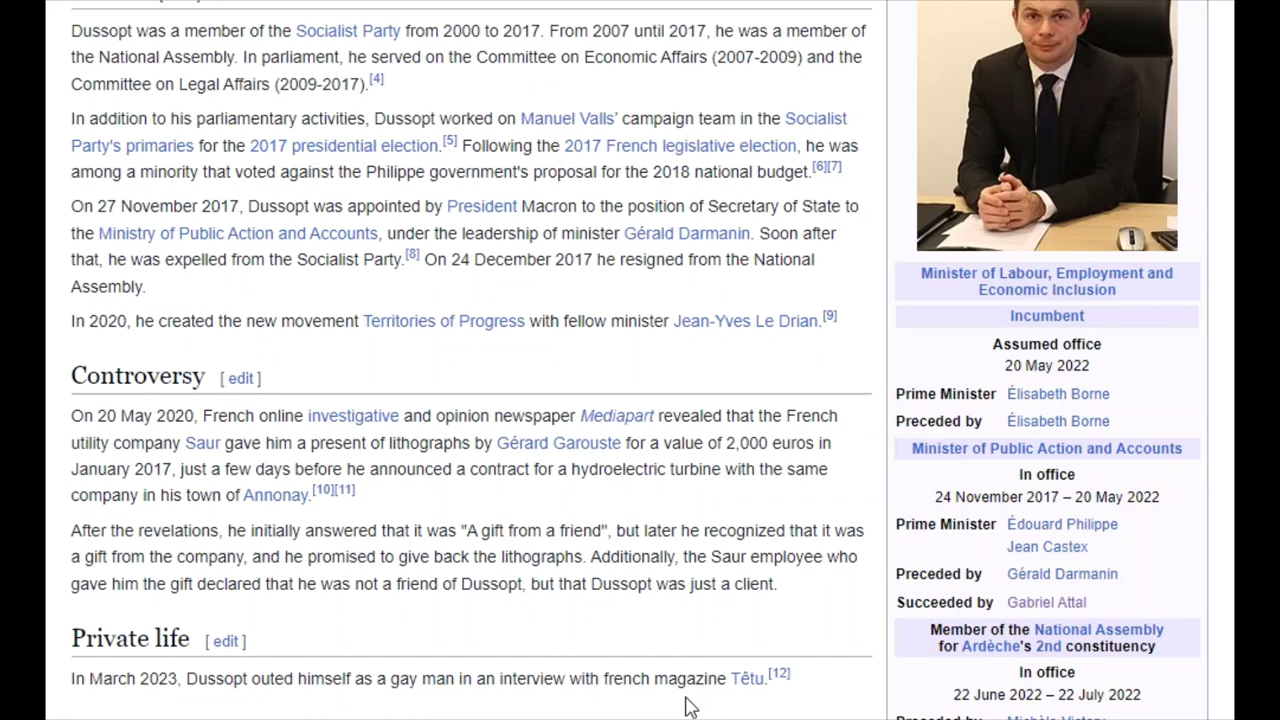 Dussopt was a member of the Socialist Party from 2000 to 2017. From 2007 until 2017, he was a member of
the National Assembly. In parliament, he served on the Committee on Economic Affairs (2007-2009) and the
Committee on Legal Affairs (2009-2017).[4]
In addition to his parliamentary activities, Dussopt worked on Manuel Valls’ campaign team in the Socialist
Party's primaries for the 2017 presidential election.[5] Following the 2017 French legislative election, he was
among a minority that voted against the Philippe government's proposal for the 2018 national budget.[6][7]
On 27 November 2017, Dussopt was appointed by President Macron to the position of Secretary of State to
the Ministry of Public Action and Accounts, under the leadership of minister Gérald Darmanin. Soon after
that, he was expelled from the Socialist Party.[8] On 24 December 2017 he resigned from the National
Assembly.
In 2020, he created the new movement Territories of Progress with fellow minister Jean-Yves Le Drian.[9]
Controversy [ edit ]
On 20 May 2020, French online investigative and opinion newspaper Mediapart revealed that the French
utility company Saur gave him a present of lithographs by Gérard Garouste for a value of 2,000 euros in
January 2017, just a few days before he announced a contract for a hydroelectric turbine with the same
company in his town of Annonay.[10][11]
After the revelations, he initially answered that it was "A gift from a friend", but later he recognized that it was
a gift from the company, and he promised to give back the lithographs. Additionally, the Saur employee who
gave him the gift declared that he was not a friend of Dussopt, but that Dussopt was just a client.
Private life [ edit ]
In March 2023, Dussopt outed himself as a gay man in an interview with french magazine Têtu.[12]
Minister of Labour, Employment and
Economic Inclusion
Incumbent
Assumed office
20 May 2022
Prime Minister Élisabeth Borne
Preceded by Élisabeth Borne
Minister of Public Action and Accounts
In office
24 November 2017 – 20 May 2022
Prime Minister Édouard Philippe
Jean Castex
Preceded by Gérald Darmanin
Succeeded by Gabriel Attal
Member of the National Assembly
for Ardèche's 2nd constituency
In office
22 June 2022 – 22 July 2022